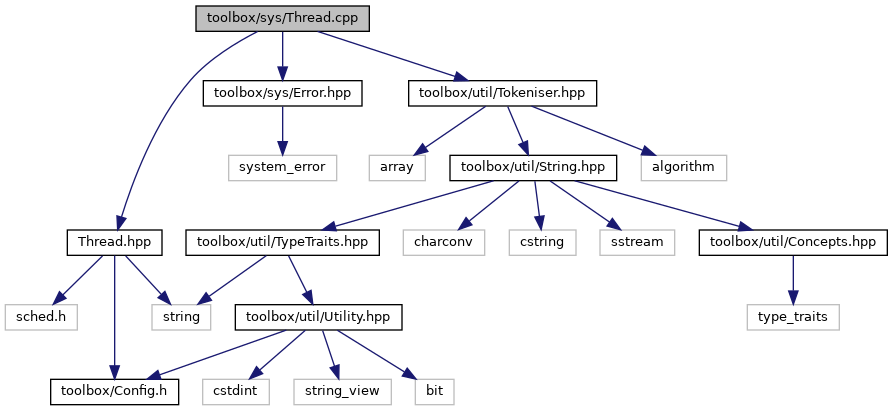 toolbox/sys/Thread.cpp
toolbox/sys/Error.hpp
toolbox/util/Tokeniser.hpp
system_error
array
toolbox/util/String.hpp
algorithm
Thread.hpp
toolbox/util/TypeTraits.hpp
charconv
cstring
sstream
toolbox/util/Concepts.hpp
sched.h
string
toolbox/util/Utility.hpp
type_traits
toolbox/Config.h
cstdint
string_view
bit